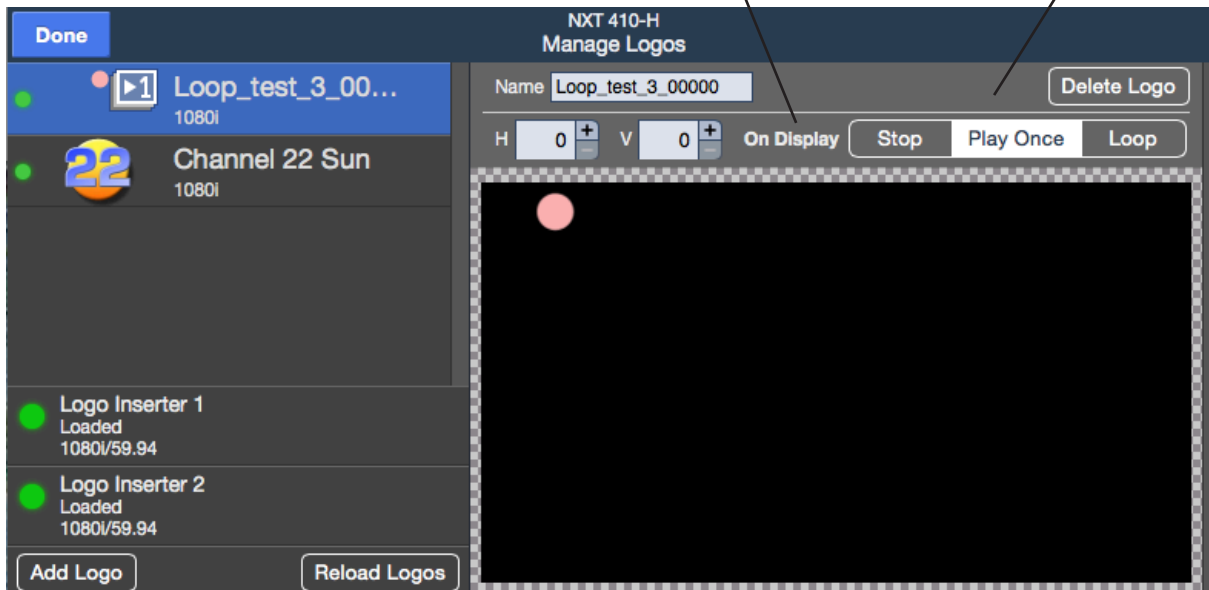 Done
NXT 410-H
Manage Logos
1
Loop_test_3_00...
1080i
22
Channel 22 Sun
1080i
Name Loop_test_3_00000 Delete Logo
H 0 + - V 0 + - On Display Stop Play Once Loop
Logo Inserter 1
Loaded
1080i/59.94
Logo Inserter 2
Loaded
1080i/59.94
Add Logo Reload Logos